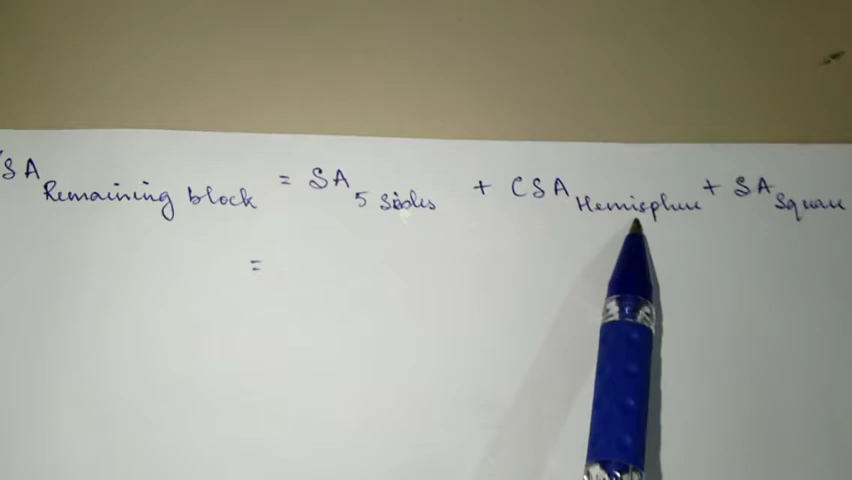 SA Remaining block = SA 5 Sides + CSA Hemisphere + SA Square
=